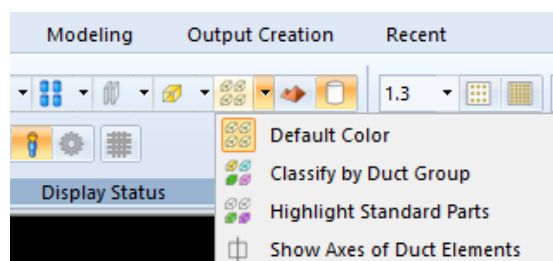 Modeling Output Creation Recent
1.3
Default Color
Classify by Duct Group
Display Status
Highlight Standard Parts
Show Axes of Duct Elements